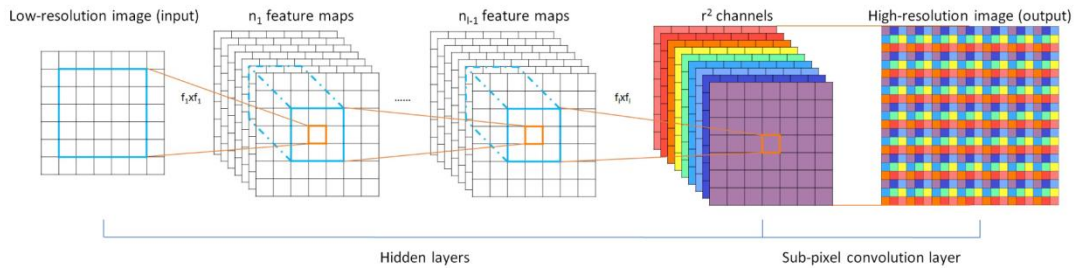 Low-resolution image (input)
n₁ feature maps
nₗ₋₁ feature maps
r² channels
High-resolution image (output)
f₁xf₁
......
fₗxfₗ
Hidden layers
Sub-pixel convolution layer